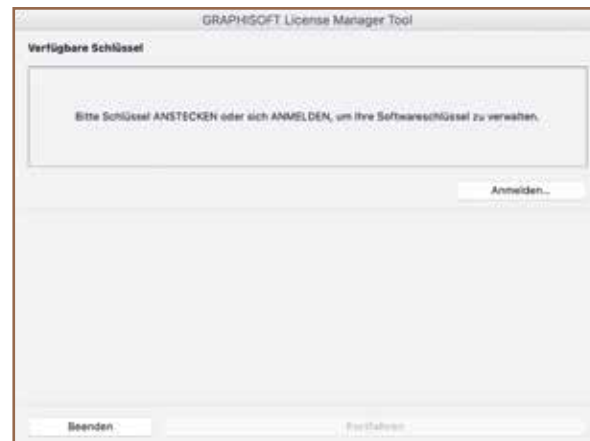 GRAPHISOFT License Manager Tool
Verfügbare Schlüssel
Bitte Schlüssel ANSTECKEN oder sich ANMELDEN, um Ihre Softwareschlüssel zu verwalten.
Anmelden...
Beenden
Fortfahren